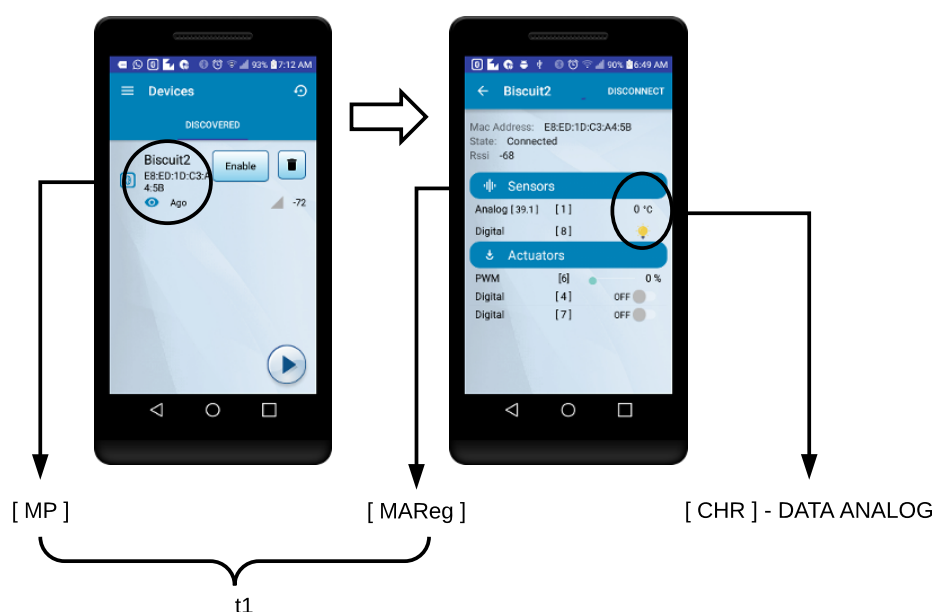 93% 7:12 AM
Devices
DISCOVERED
Biscuit2
E8:ED:1D:C3:A
4:5B
Enable
Ago
-72
90% 6:49 AM
Biscuit2 DISCONNECT
Mac Address: E8:ED:1D:C3:A4:5B
State: Connected
Rssi -68
Sensors
Analog [39.1] [1] 0 °C
Digital [8]
Actuators
PWM [6] 0 %
Digital [4] OFF
Digital [7] OFF
[ MP ] [ MAReg ] [ CHR ] - DATA ANALOG
t1